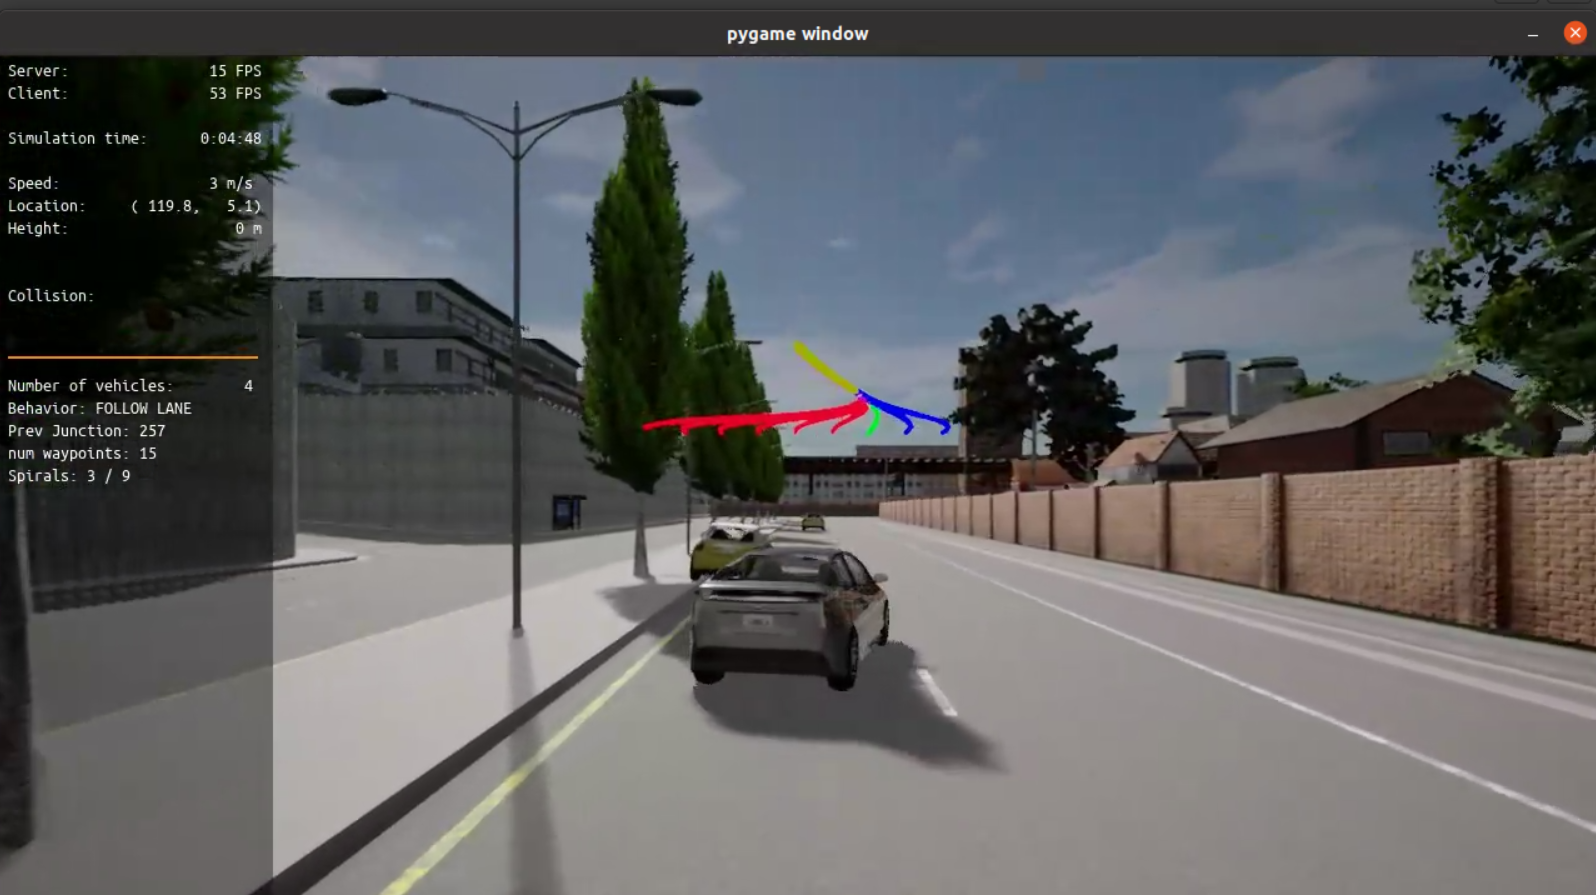 pygame window
Server: 15 FPS
Client: 53 FPS
Simulation time: 0:04:48
Speed: 3 m/s
Location: ( 119.8, 5.1)
Height: 0 m
Collision:
Number of vehicles: 4
Behavior: FOLLOW LANE
Prev Junction: 257
num waypoints: 15
Spirals: 3 / 9